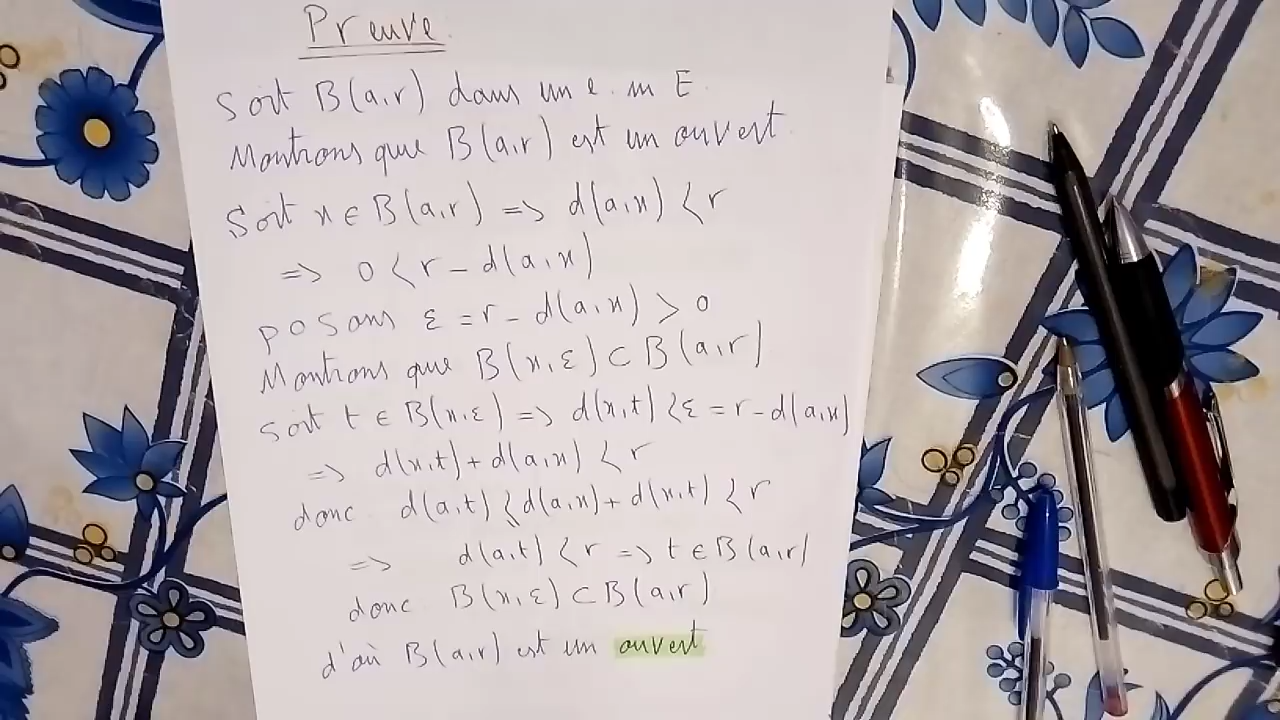 Preuve
Soit B(a,r) dans un e.m E.
Montrons que B(a,r) est un ouvert.
Soit x ∈ B(a,r) => d(a,x) < r
=> 0 < r - d(a,x)
posons ε = r - d(a,x) > 0
Montrons que B(x,ε) ⊂ B(a,r)
soit t ∈ B(x,ε) => d(x,t) < ε = r - d(a,x)
=> d(x,t) + d(a,x) < r
donc d(a,t) ≤ d(a,x) + d(x,t) < r
=> d(a,t) < r => t ∈ B(a,r)
donc B(x,ε) ⊂ B(a,r)
d'où B(a,r) est un ouvert